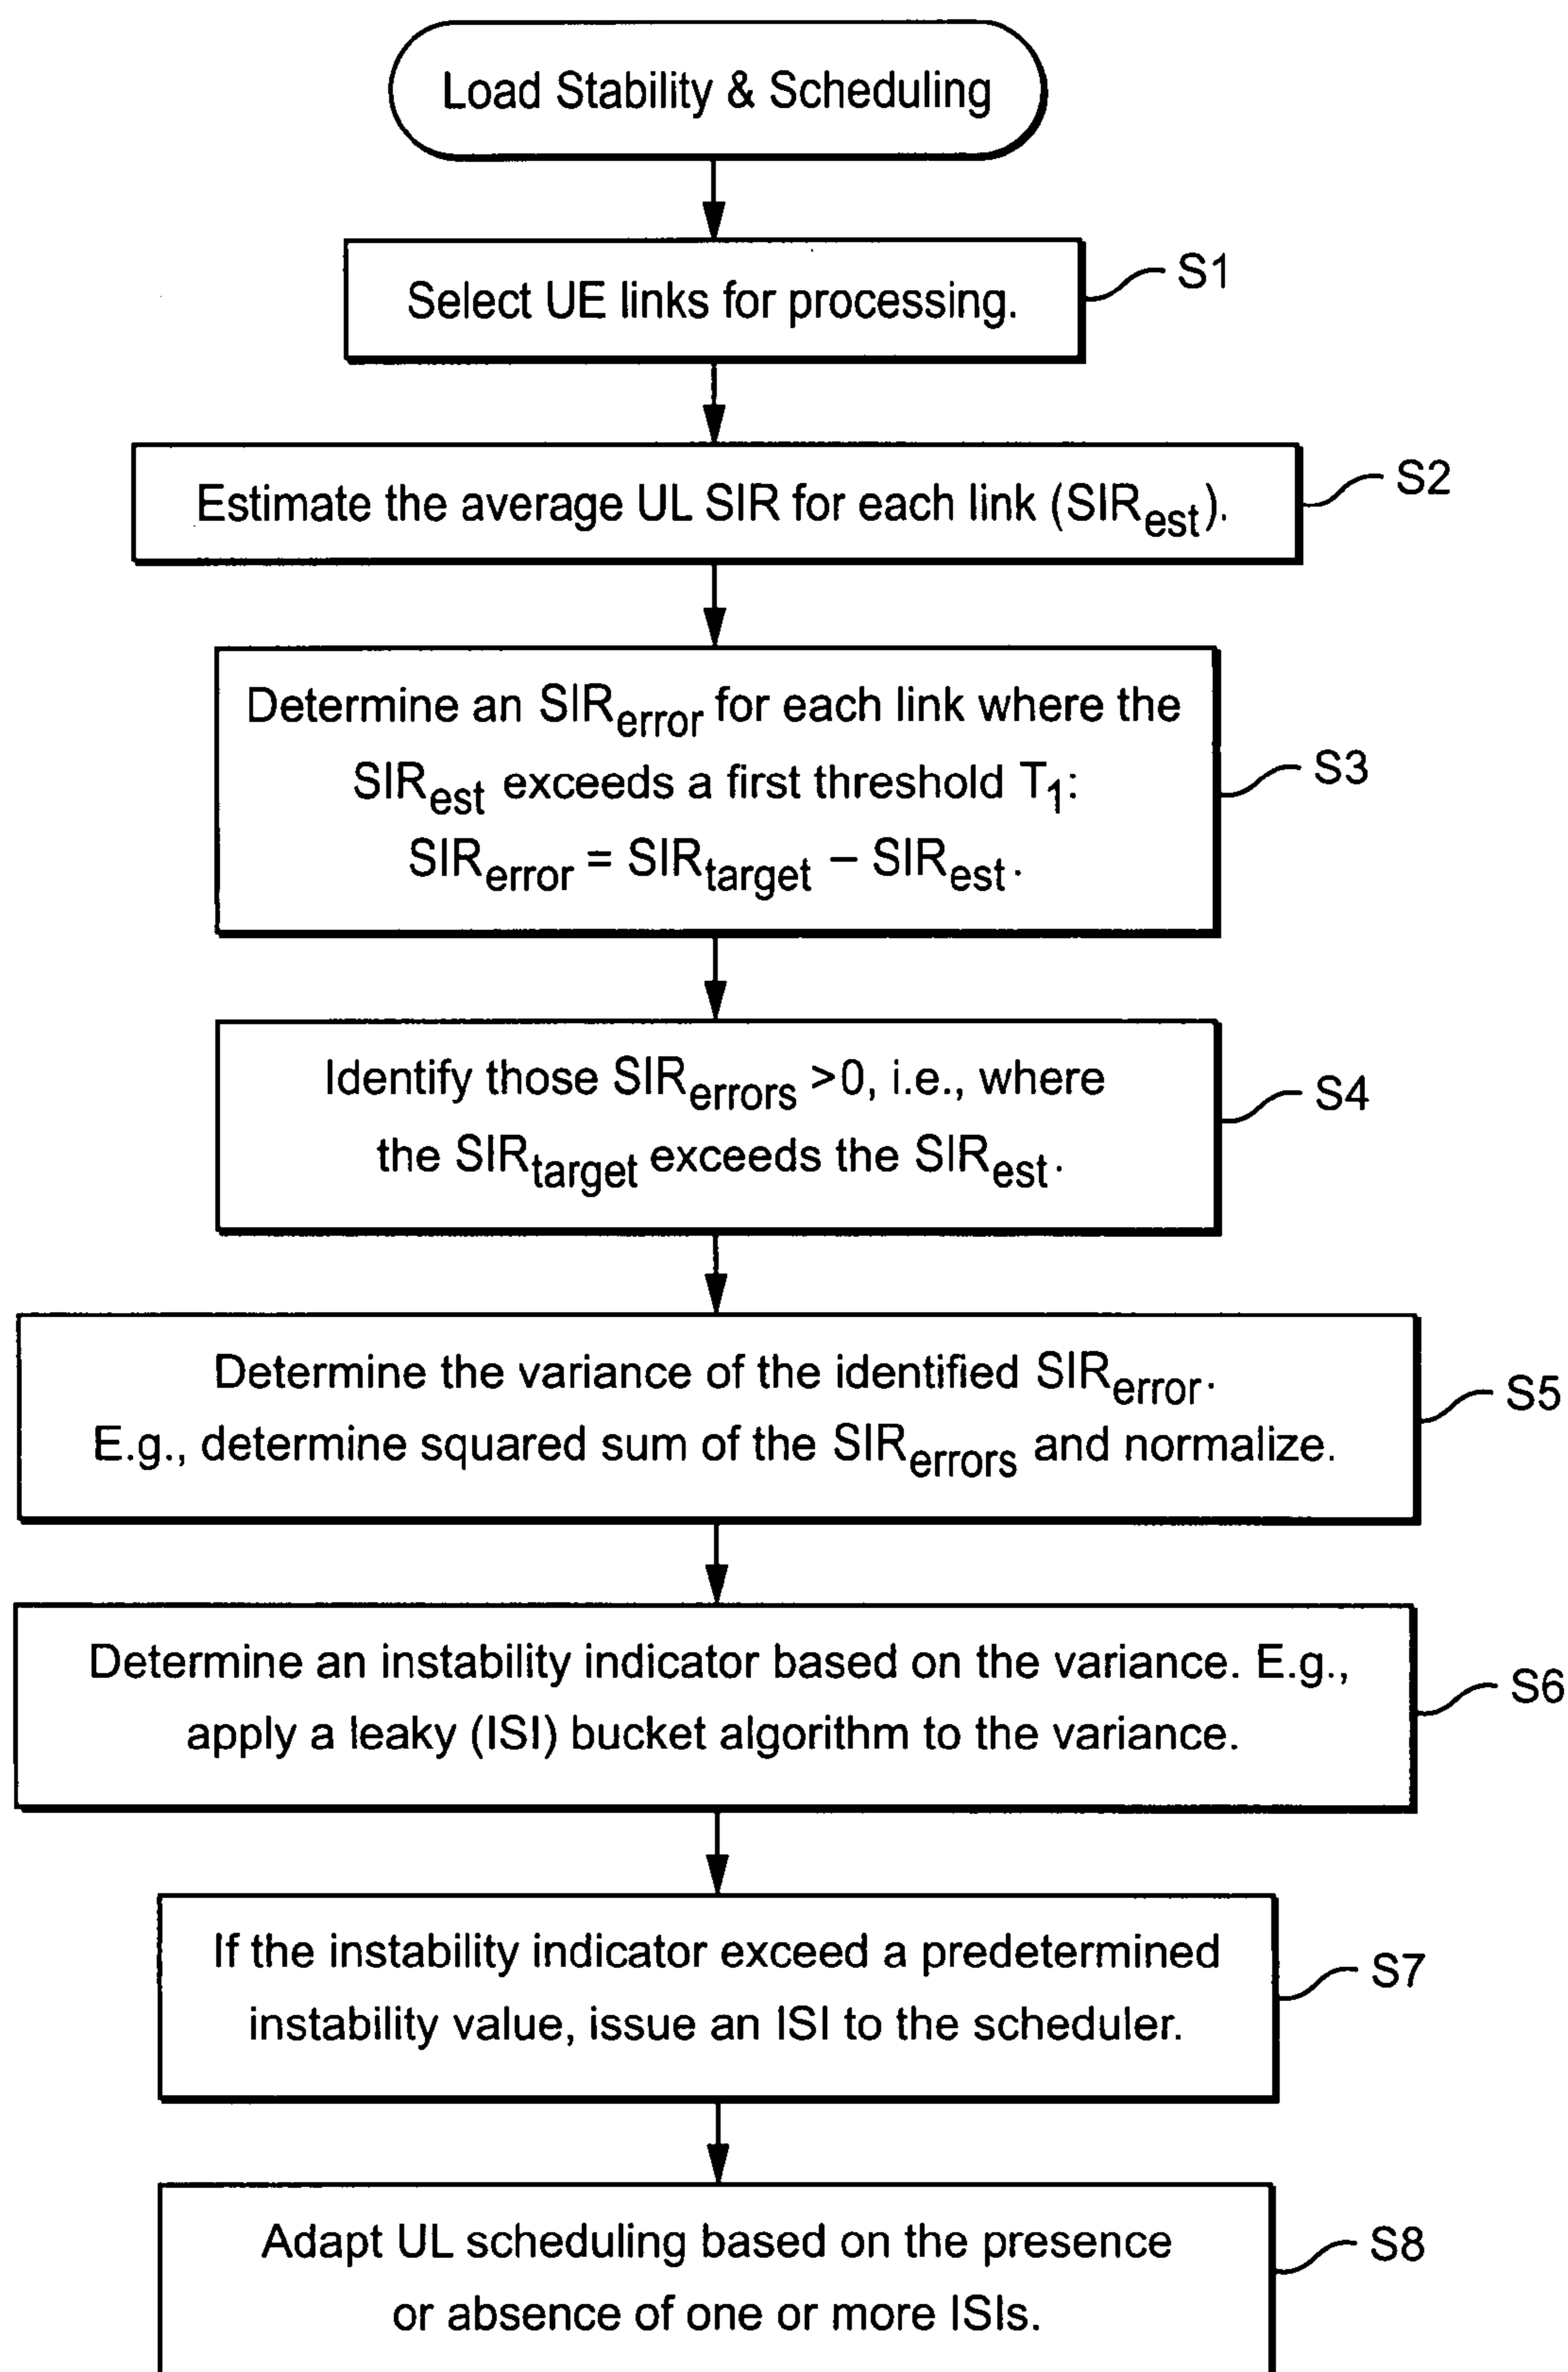 Load Stability & Scheduling
Select UE links for processing.
S1
Estimate the average UL SIR for each link (SIRest).
S2
Determine an SIRerror for each link where the
SIRest exceeds a first threshold T1:
SIRerror = SIRtarget – SIRest.
S3
Identify those SIRerrors >0, i.e., where
the SIRtarget exceeds the SIRest.
S4
Determine the variance of the identified SIRerror.
E.g., determine squared sum of the SIRerrors and normalize.
S5
Determine an instability indicator based on the variance. E.g.,
apply a leaky (ISI) bucket algorithm to the variance.
S6
If the instability indicator exceed a predetermined
instability value, issue an ISI to the scheduler.
S7
Adapt UL scheduling based on the presence
or absence of one or more ISIs.
S8